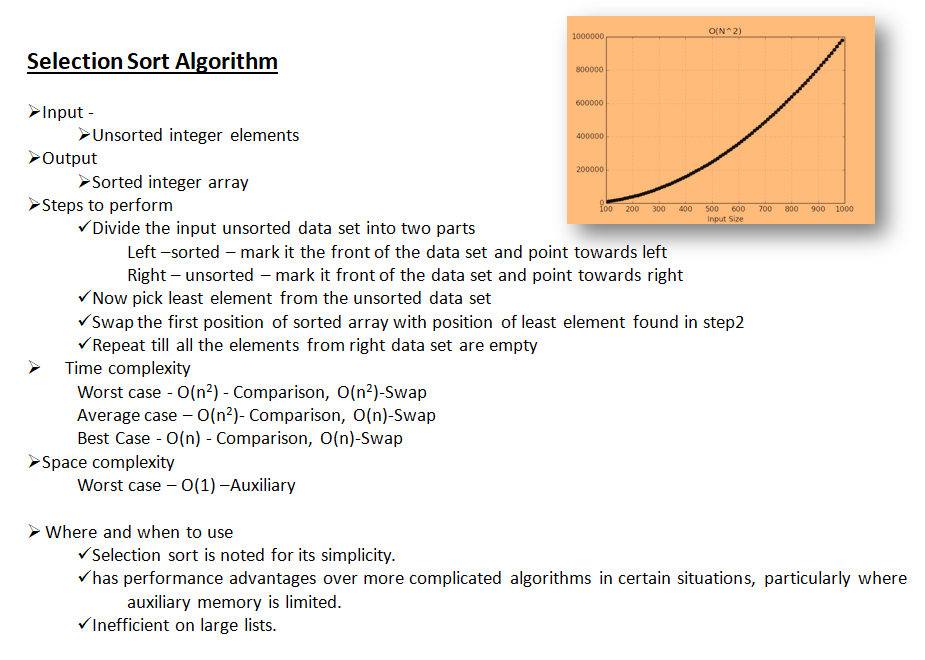 Selection Sort Algorithm
➢Input -
➢Unsorted integer elements
➢Output
➢Sorted integer array
➢Steps to perform
✓Divide the input unsorted data set into two parts
Left –sorted – mark it the front of the data set and point towards left
Right – unsorted – mark it front of the data set and point towards right
✓Now pick least element from the unsorted data set
✓Swap the first position of sorted array with position of least element found in step2
✓Repeat till all the elements from right data set are empty
➢ Time complexity
Worst case - O(n²) - Comparison, O(n²)-Swap
Average case – O(n²)- Comparison, O(n)-Swap
Best Case - O(n) - Comparison, O(n)-Swap
➢Space complexity
Worst case – O(1) –Auxiliary
➢ Where and when to use
✓Selection sort is noted for its simplicity.
✓has performance advantages over more complicated algorithms in certain situations, particularly where
auxiliary memory is limited.
✓Inefficient on large lists.
O(N^2)
1000000
800000
600000
400000
200000
0
100 200 300 400 500 600 700 800 900 1000
Input Size